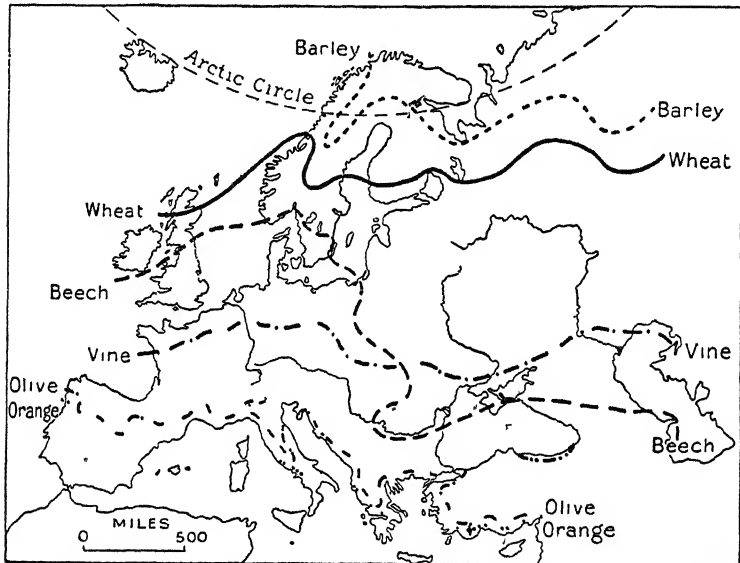 Barley
Arctic Circle
Barley
Wheat
Wheat
Beech
Vine
Vine
Olive
Orange
Beech
MILES
0 500
Olive
Orange